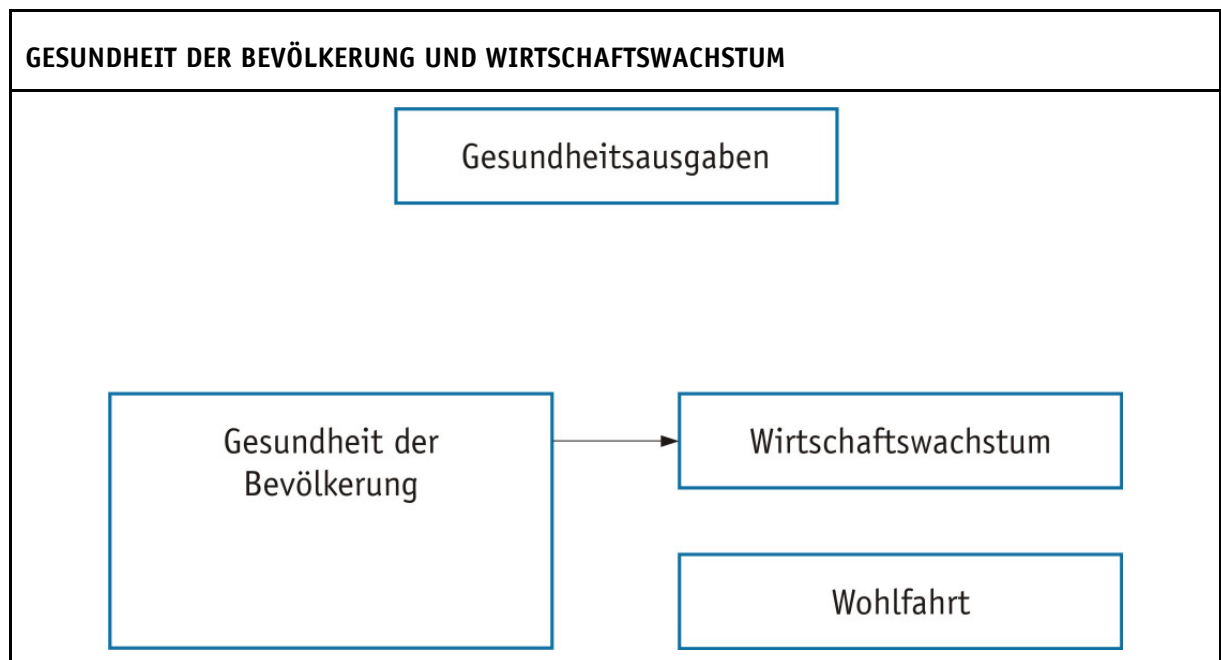 GESUNDHEIT DER BEVÖLKERUNG UND WIRTSCHAFTSWACHSTUM
Gesundheitsausgaben
Gesundheit der
Bevölkerung
Wirtschaftswachstum
Wohlfahrt